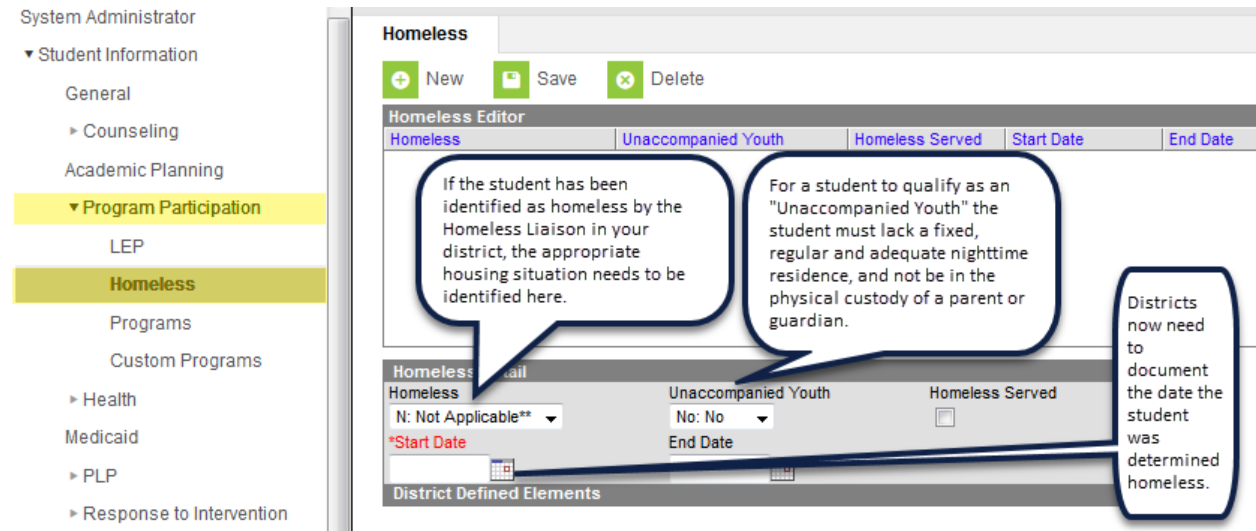 System Administrator
▼ Student Information
General
► Counseling
Academic Planning
▼ Program Participation
LEP
Homeless
Programs
Custom Programs
► Health
Medicaid
► PLP
► Response to Intervention
Homeless
New Save Delete
Homeless Editor
Homeless Unaccompanied Youth Homeless Served Start Date End Date
If the student has been
identified as homeless by the
Homeless Liaison in your
district, the appropriate
housing situation needs to be
identified here.
For a student to qualify as an
"Unaccompanied Youth" the
student must lack a fixed,
regular and adequate nighttime
residence, and not be in the
physical custody of a parent or
guardian.
Districts
now need
to
document
the date the
student
was
determined
homeless.
Homeless tail
Homeless Unaccompanied Youth Homeless Served
N: Not Applicable** No: No
*Start Date End Date
District Defined Elements